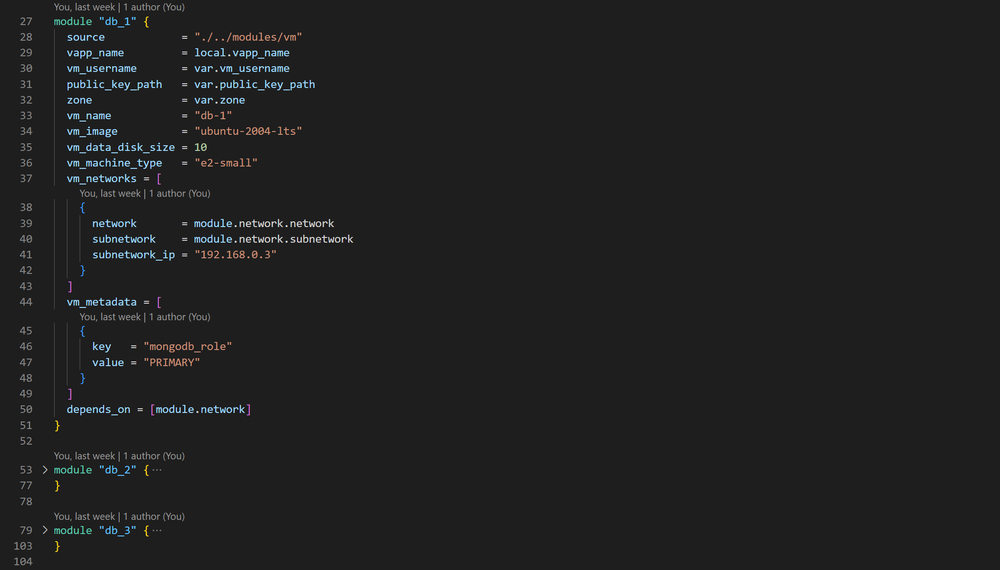 You, last week | 1 author (You)
27 module "db_1" {
28 source = "./../modules/vm"
29 vapp_name = local.vapp_name
30 vm_username = var.vm_username
31 public_key_path = var.public_key_path
32 zone = var.zone
33 vm_name = "db-1"
34 vm_image = "ubuntu-2004-lts"
35 vm_data_disk_size = 10
36 vm_machine_type = "e2-small"
37 vm_networks = [
You, last week | 1 author (You)
38 {
39 network = module.network.network
40 subnetwork = module.network.subnetwork
41 subnetwork_ip = "192.168.0.3"
42 }
43 ]
44 vm_metadata = [
You, last week | 1 author (You)
45 {
46 key = "mongodb_role"
47 value = "PRIMARY"
48 }
49 ]
50 depends_on = [module.network]
51 }
52
You, last week | 1 author (You)
53 > module "db_2" { ···
77 }
78
You, last week | 1 author (You)
79 > module "db_3" { ···
103 }
104